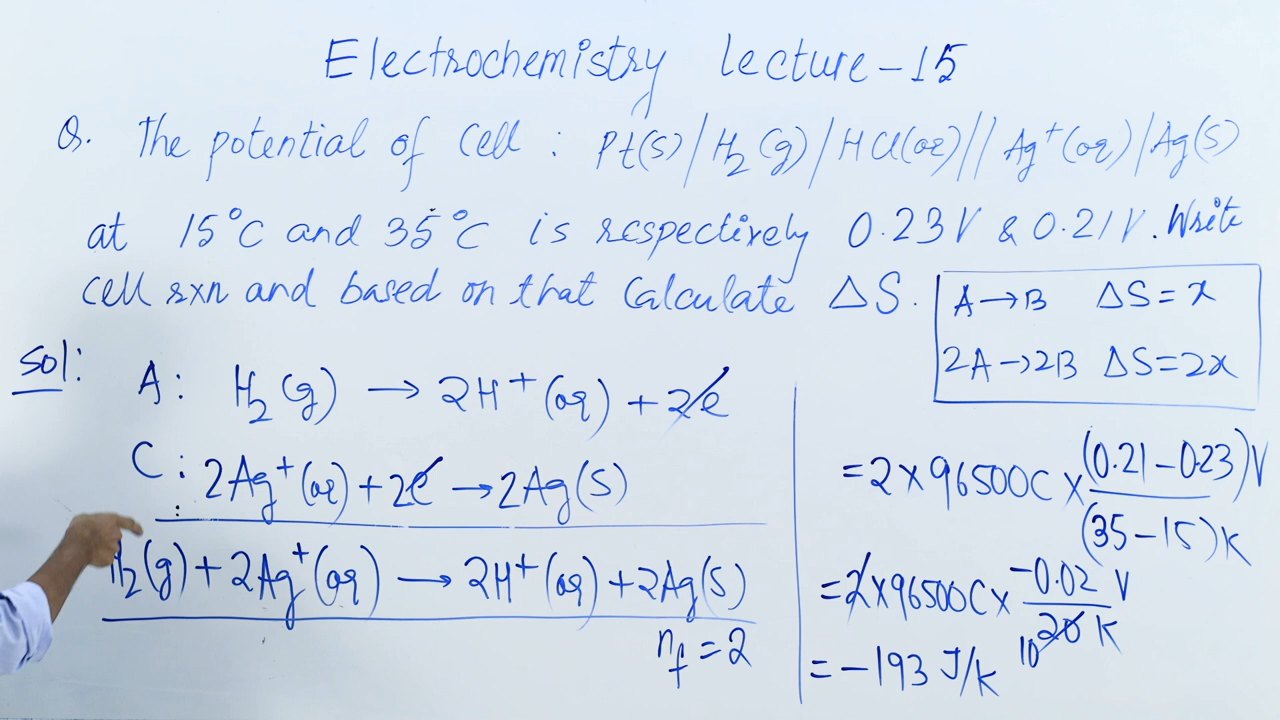 Electrochemistry Lecture-15
Q. The potential of cell : Pt(s)/H₂(g)/HCl(aq)//Ag⁺(aq)/Ag(s)
at 15°C and 35°C is respectively 0.23V & 0.21V. Write
cell rxn and based on that calculate ΔS.
A→B ΔS=x
2A→2B ΔS=2x
Sol:
A: H₂(g) → 2H⁺(aq) + 2e
C: 2Ag⁺(aq) + 2e → 2Ag(s)
H₂(g) + 2Ag⁺(aq) → 2H⁺(aq) + 2Ag(s)
n_f = 2
= 2×96500C × (0.21-0.23)V / (35-15)K
= 2×96500C × -0.02 V / 20 K
10
= -193 J/K